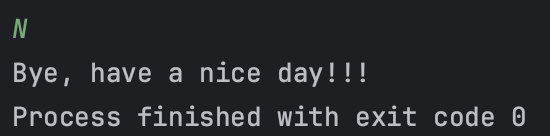 N
Bye, have a nice day!!!
Process finished with exit code 0